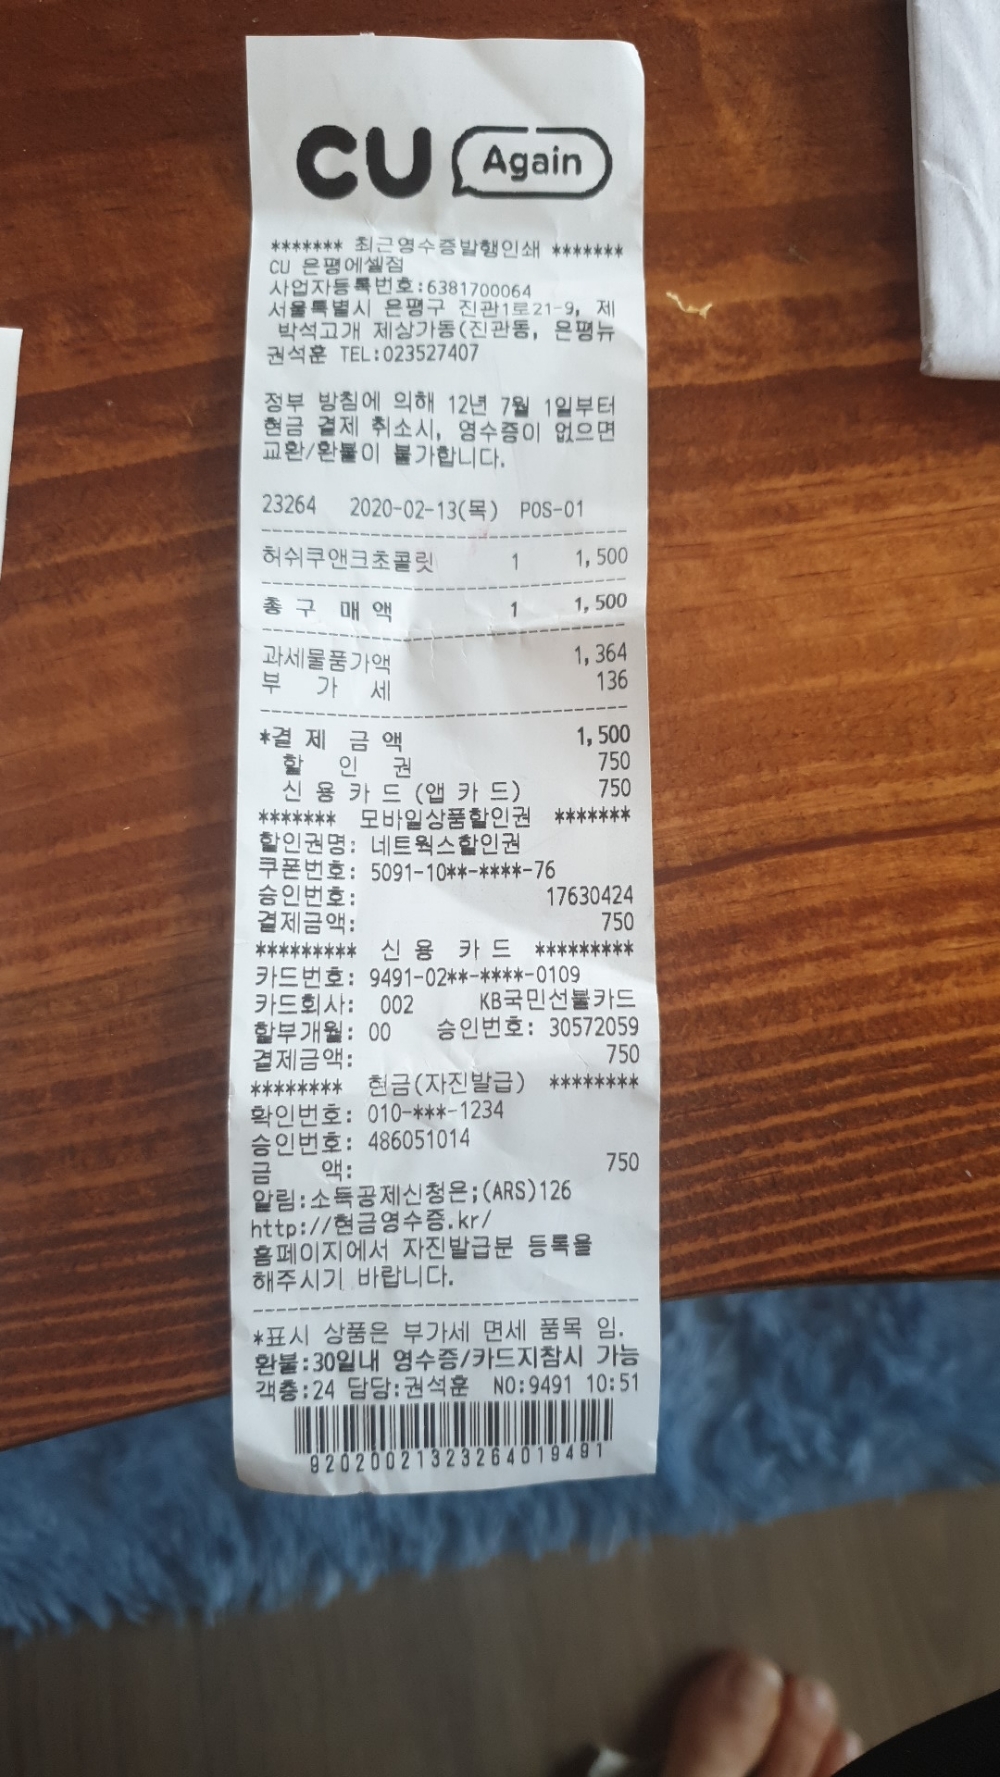 CU Again
******* 최근영수증발행인쇄 *******
CU 은평에셀점
사업자등록번호:6381700064
서울특별시 은평구 진관1로21-9, 제
박석고개 제상가동(진관동, 은평뉴
권석훈 TEL:023527407
정부 방침에 의해 12년 7월 1일부터
현금 결제 취소시, 영수증이 없으면
교환/환불이 불가합니다.
23264 2020-02-13(목) POS-01
허쉬쿠앤크초콜릿 1 1,500
총 구 매 액 1 1,500
과세물품가액 1,364
부 가 세 136
*결 제 금 액 1,500
할 인 권 750
신 용 카 드 (앱 카 드) 750
******* 모바일상품할인권 *******
할인권명: 네트웍스할인권
쿠폰번호: 5091-10**-****-76
승인번호: 17630424
결제금액: 750
********* 신 용 카 드 *********
카드번호: 9491-02**-****-0109
카드회사: 002 KB국민선불카드
할부개월: 00 승인번호: 30572059
결제금액: 750
******** 현금(자진발급) ********
확인번호: 010-***-1234
승인번호: 486051014
금 액: 750
알림:소득공제신청은;(ARS)126
http://현금영수증.kr/
홈페이지에서 자진발급분 등록을
해주시기 바랍니다.
*표시 상품은 부가세 면세 품목 임.
환불:30일내 영수증/카드지참시 가능
객층:24 담당:권석훈 NO:9491 10:51
92020021323264019491